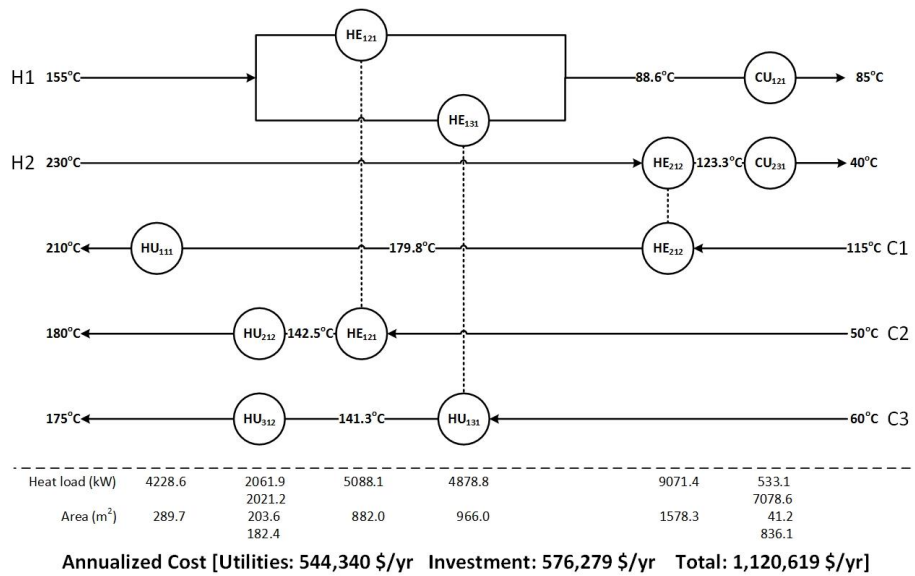 HE121
H1 155°C 88.6°C CU121 85°C
HE131
H2 230°C HE212 123.3°C CU231 40°C
210°C HU111 179.8°C HE212 115°C C1
180°C HU212 142.5°C HE121 50°C C2
175°C HU312 141.3°C HU131 60°C C3
Heat load (kW) 4228.6 2061.9 5088.1 4878.8 9071.4 533.1
2021.2 7078.6
Area (m²) 289.7 203.6 882.0 966.0 1578.3 41.2
182.4 836.1
Annualized Cost [Utilities: 544,340 $/yr Investment: 576,279 $/yr Total: 1,120,619 $/yr]